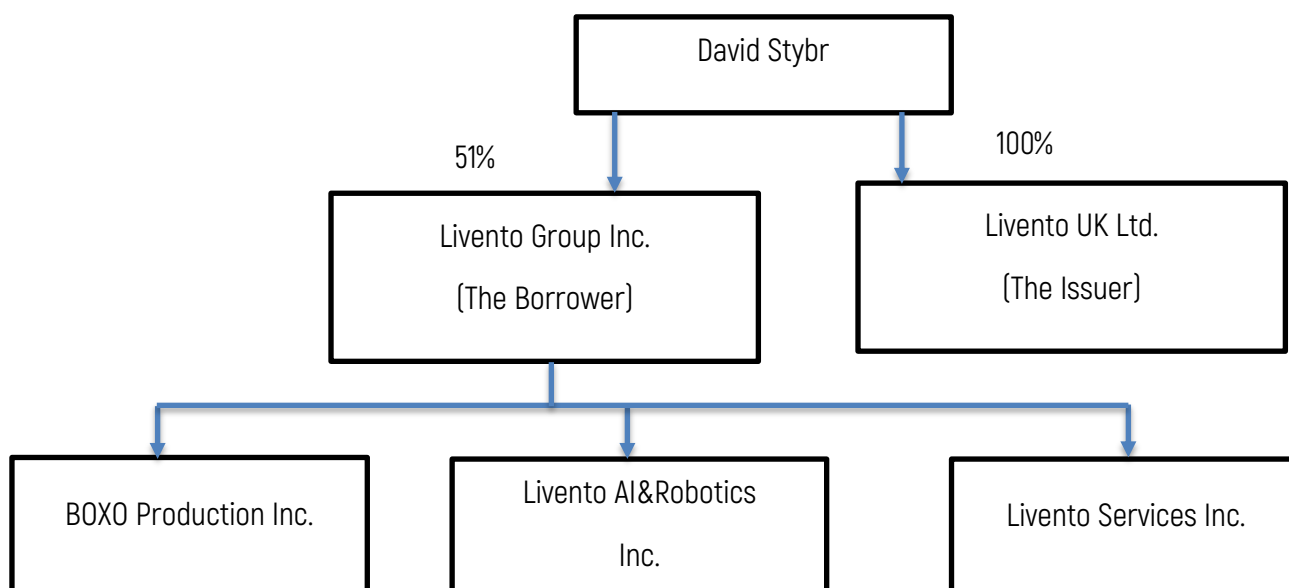 David Stybr
51%
100%
Livento Group Inc.
(The Borrower)
Livento UK Ltd.
(The Issuer)
BOXO Production Inc.
Livento AI&Robotics
Inc.
Livento Services Inc.